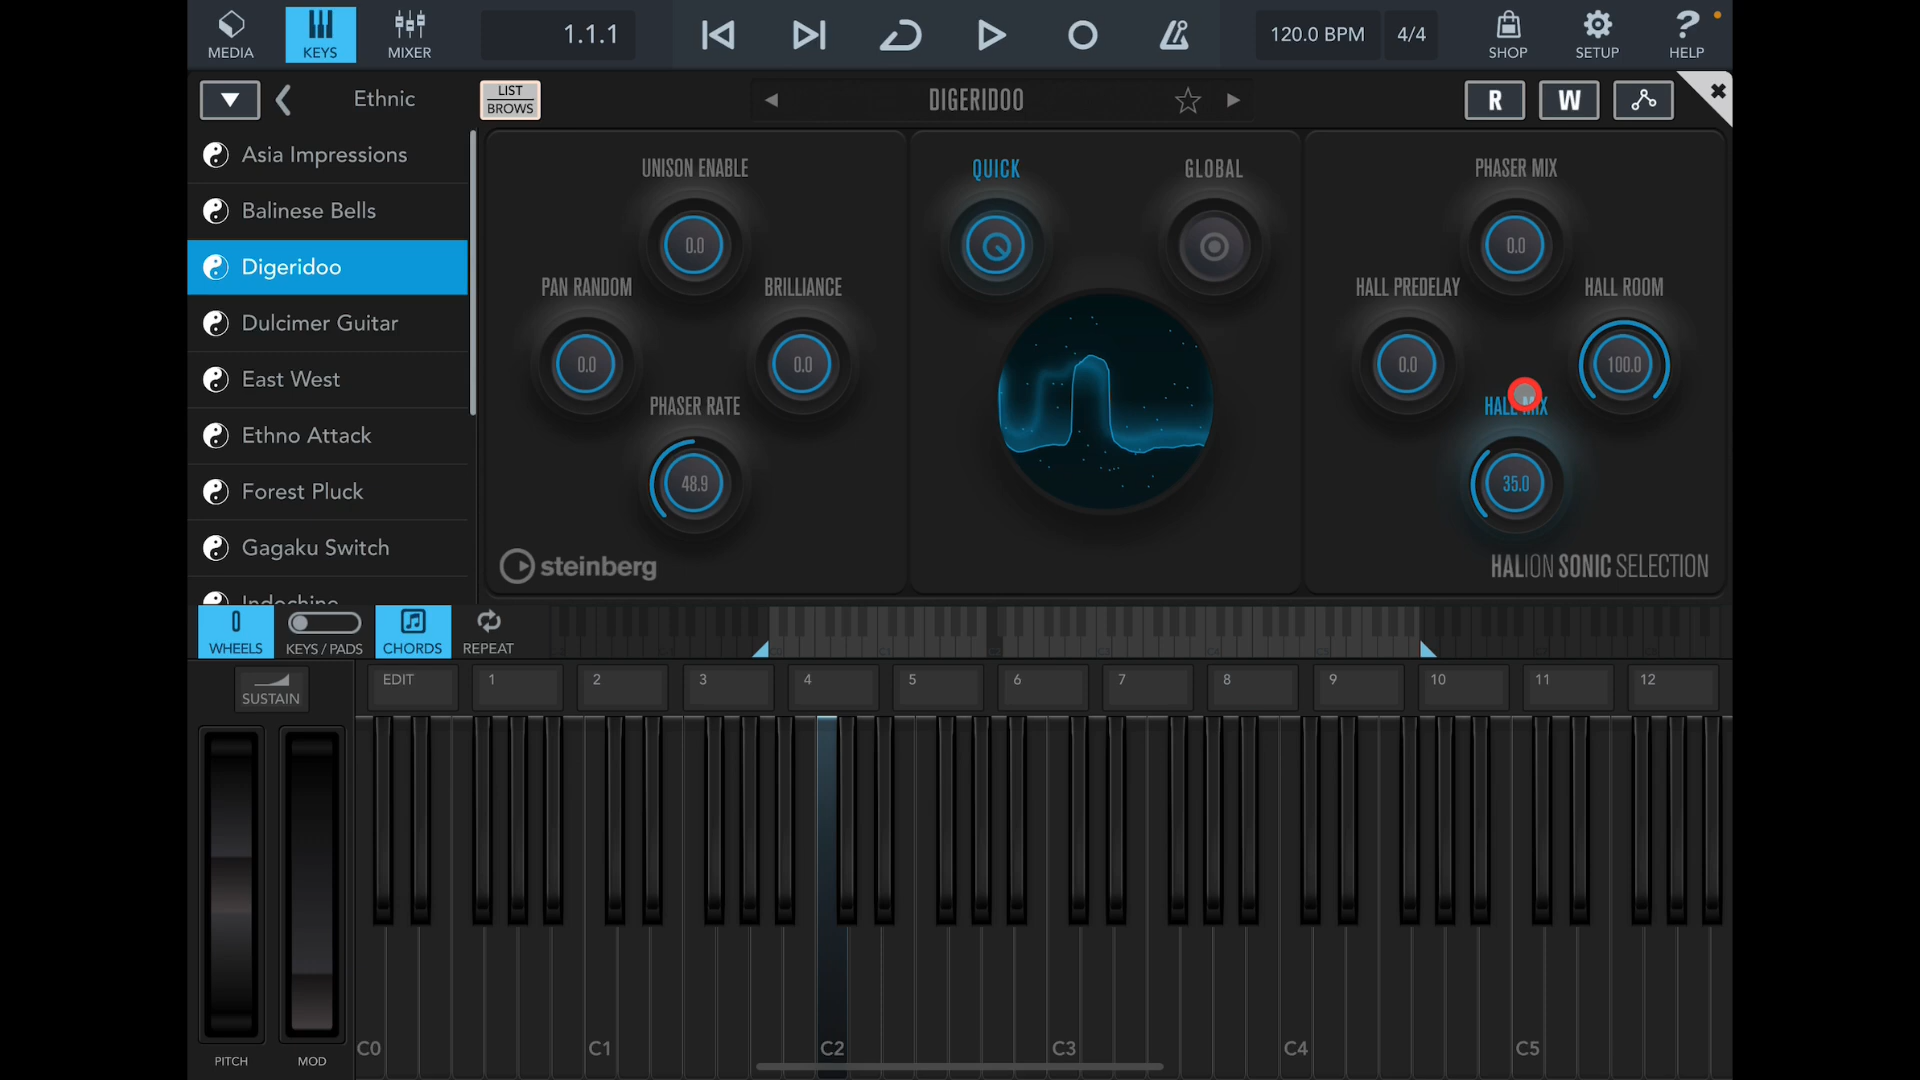 MEDIA
KEYS
MIXER
1.1.1
120.0 BPM
4/4
SHOP
SETUP
HELP
Ethnic
LIST
BROWS
DIGERIDOO
R
W
Asia Impressions
Balinese Bells
Digeridoo
Dulcimer Guitar
East West
Ethno Attack
Forest Pluck
Gagaku Switch
Indochine
UNISON ENABLE
0.0
PAN RANDOM
0.0
BRILLIANCE
0.0
PHASER RATE
48.9
steinberg
QUICK
GLOBAL
PHASER MIX
0.0
HALL PREDELAY
0.0
HALL ROOM
100.0
HALL MIX
35.0
HALION SONIC SELECTION
WHEELS
KEYS / PADS
CHORDS
REPEAT
SUSTAIN
EDIT
1
2
3
4
5
6
7
8
9
10
11
12
C0
C1
C2
C3
C4
C5
PITCH
MOD